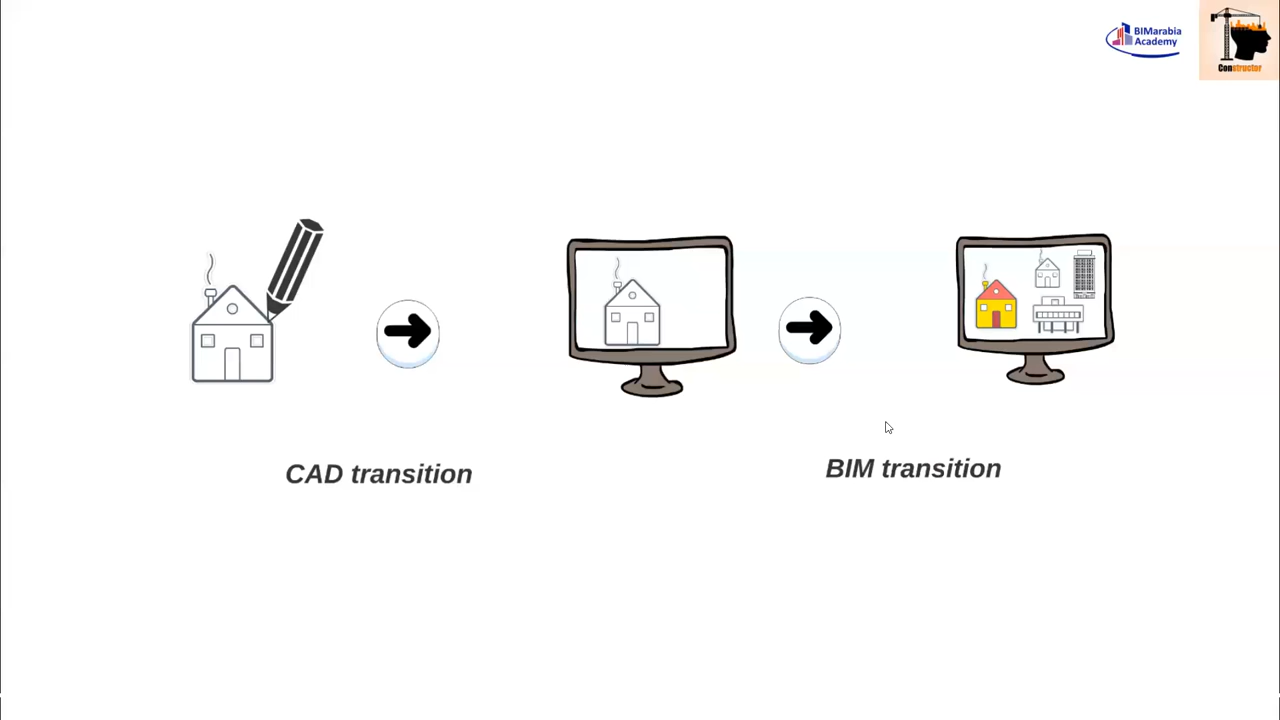 BIMarabia
Academy
Constructor
CAD transition
BIM transition